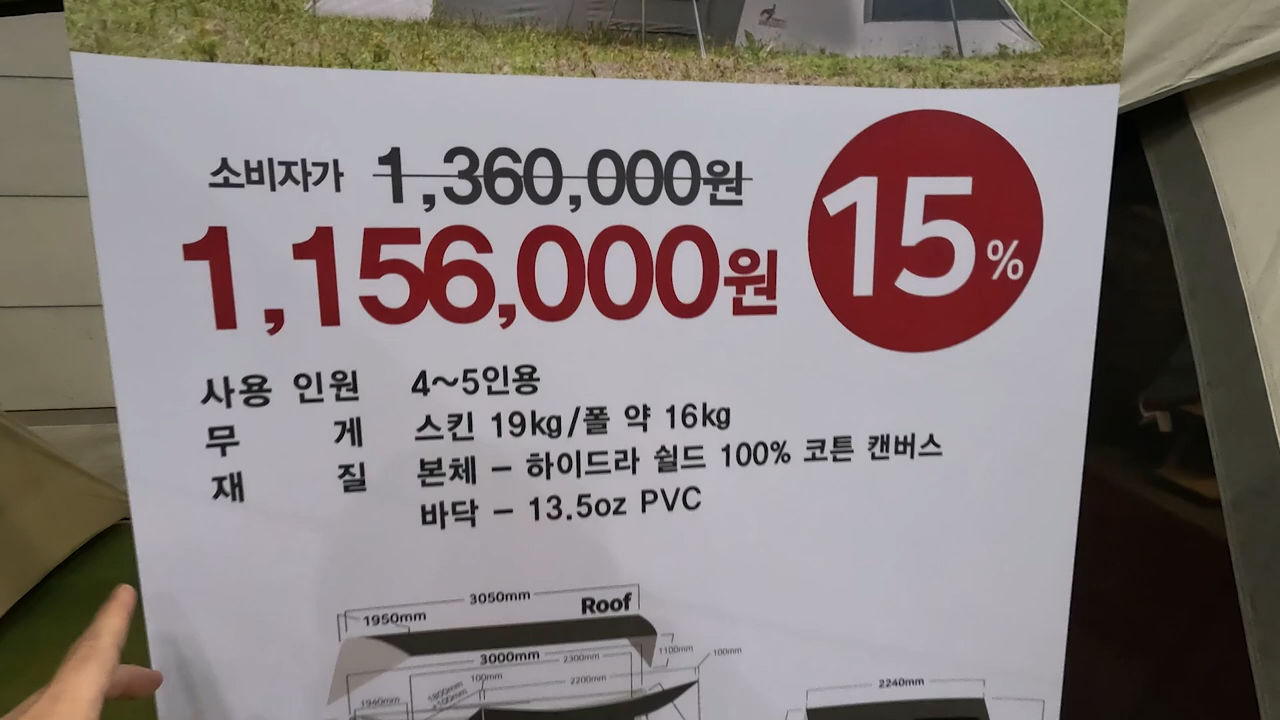 소비자가 1,360,000원
1,156,000원
15%
사용 인원 4~5인용
무 게 스킨 19kg/폴 약 16kg
재 질 본체 - 하이드라 쉴드 100% 코튼 캔버스
바닥 - 13.5oz PVC
3050mm
Roof
1950mm
3000mm
2300mm
1100mm
100mm
100mm
2200mm
1940mm
2240mm